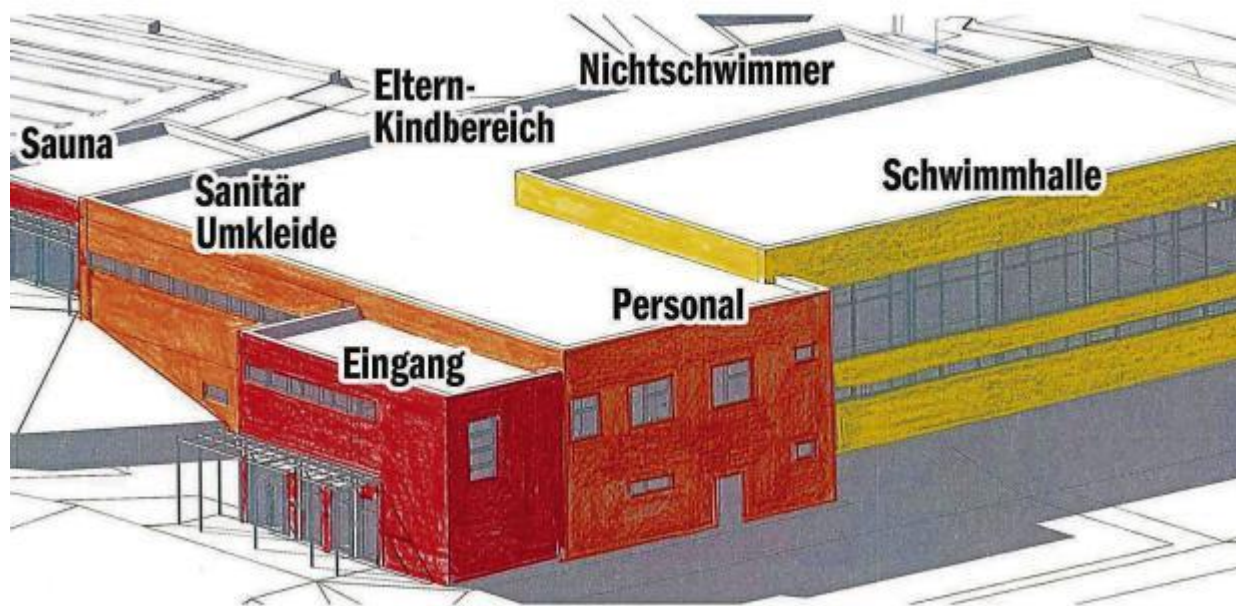 Nichtschwimmer
Eltern-
Kindbereich
Sauna
Schwimmhalle
Sanitär
Umkleide
Personal
Eingang